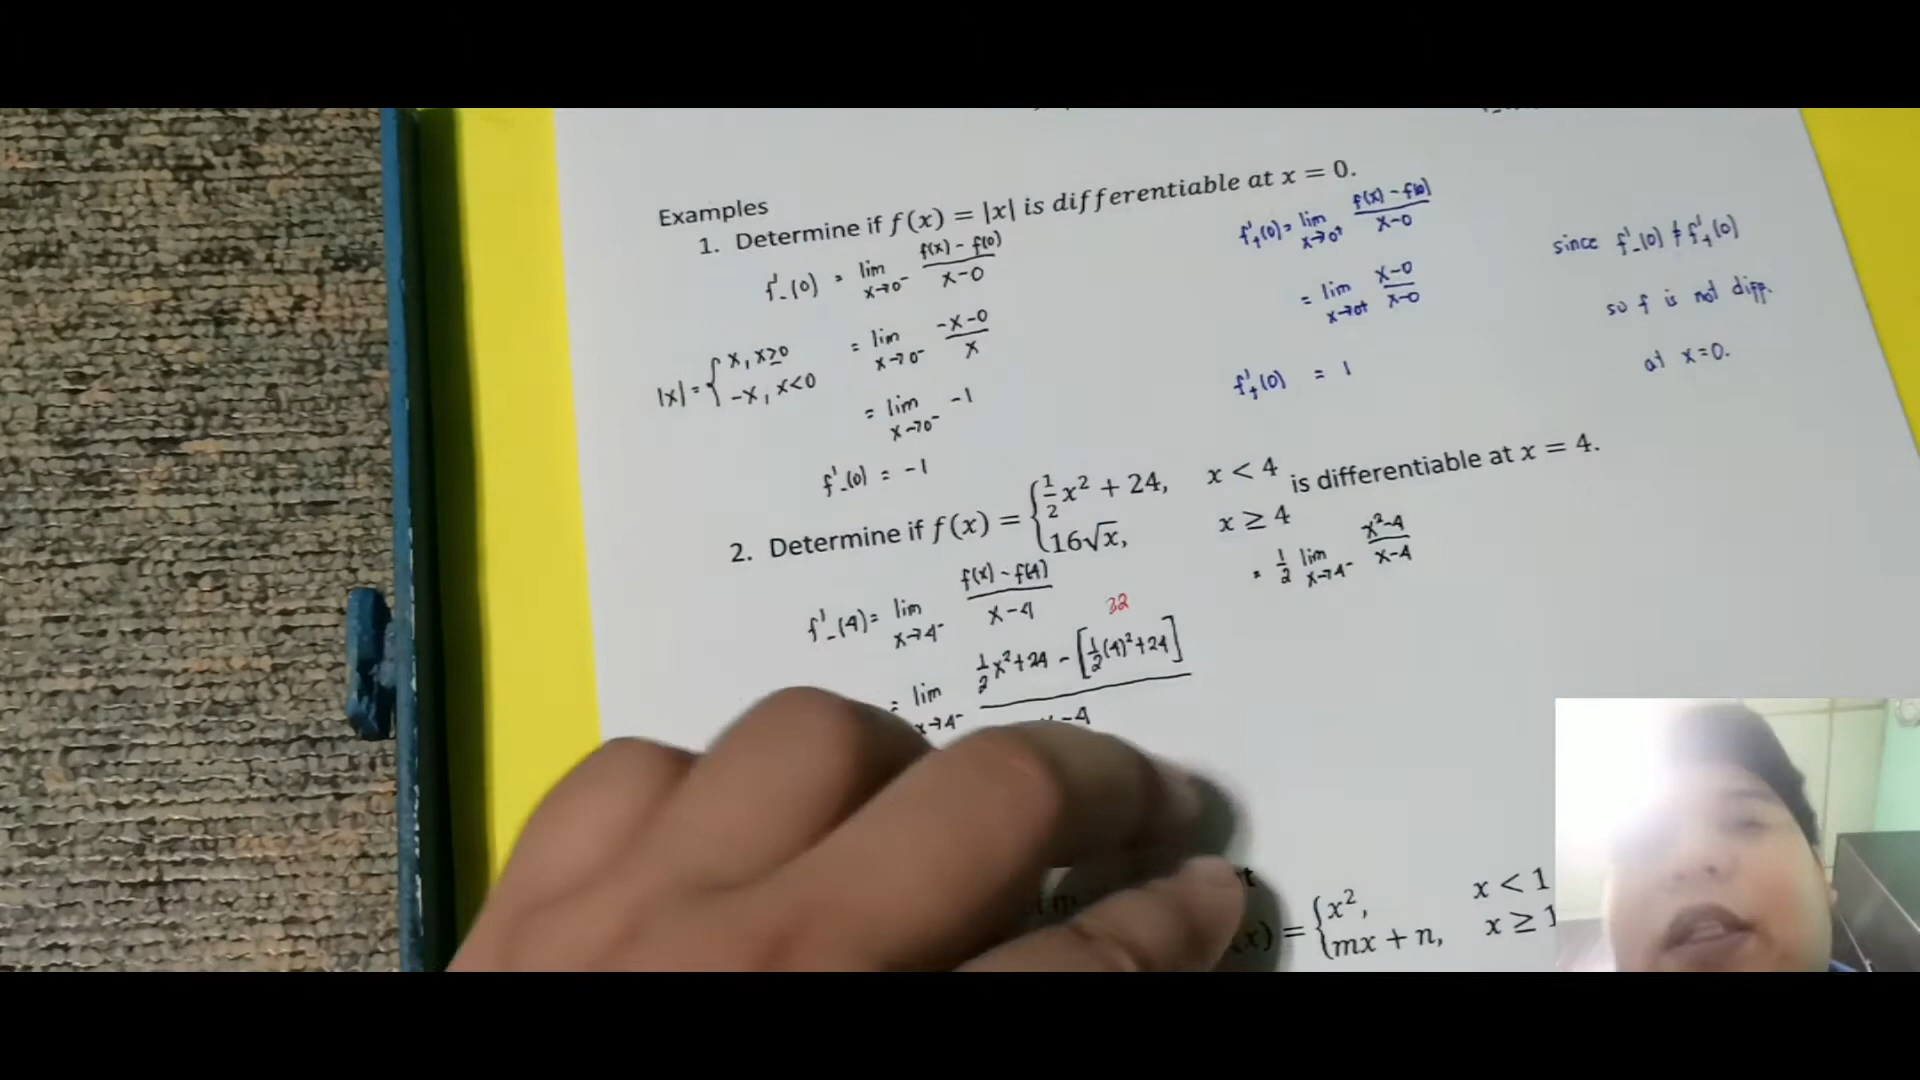 Examples
1. Determine if f(x) = |x| is differentiable at x = 0.
f'₋(0) = lim x→0⁻ (f(x) - f(0))/(x-0)
|x| = { x, x≥0
-x, x<0
= lim x→0⁻ (-x-0)/x
= lim x→0⁻ -1
f'₋(0) = -1
f'₊(0) = lim x→0⁺ (f(x) - f(0))/(x-0)
= lim x→0⁺ (x-0)/(x-0)
f'₊(0) = 1
since f'₋(0) ≠ f'₊(0)
so f is not diff.
at x=0.
2. Determine if f(x) = { ½x² + 24, x < 4
16√x, x ≥ 4 is differentiable at x = 4.
f'₋(4) = lim x→4⁻ (f(x) - f(4))/(x-4)
32
= lim x→4⁻ (½x²+24 - [½(4)²+24])/(x-4)
= ½ lim x→4⁻ (x²-4)/(x-4)
(x) = { x², x < 1
mx + n, x ≥ 1